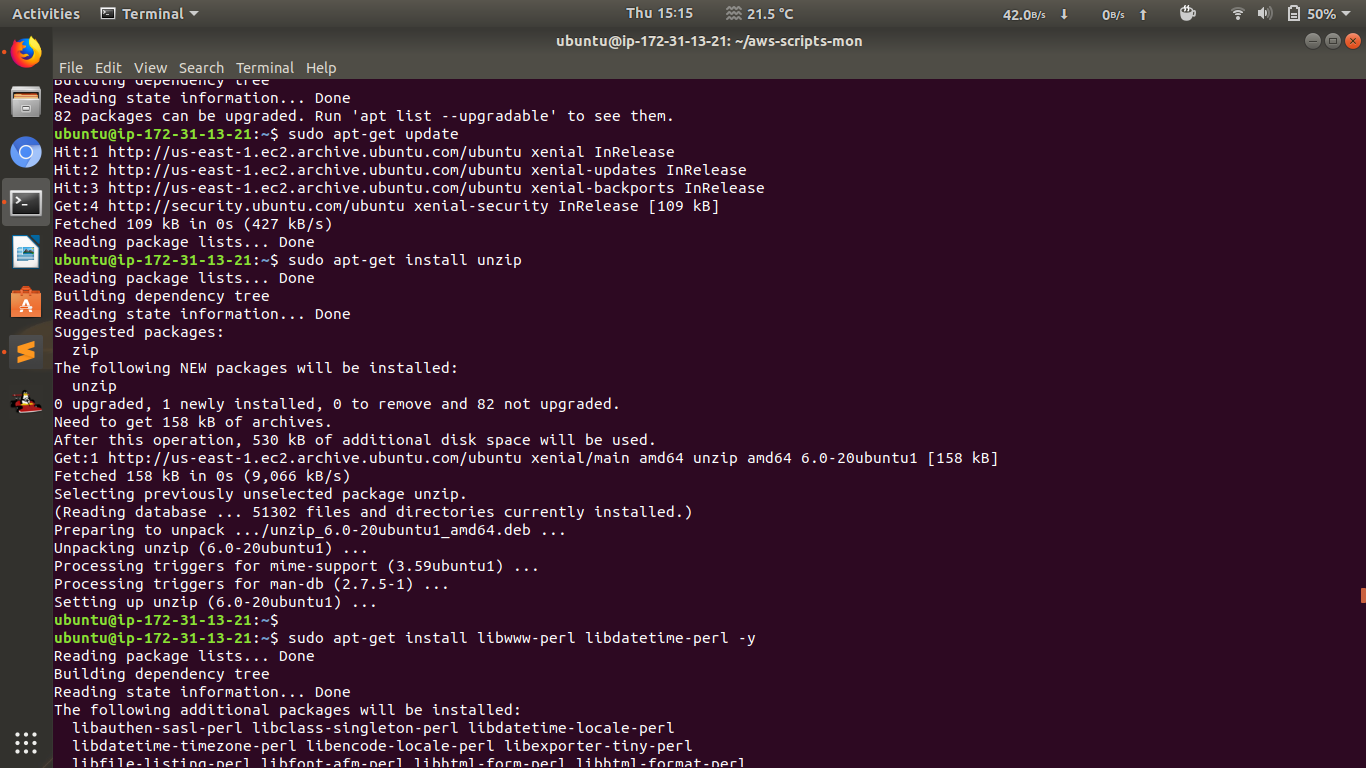 Activities Terminal Thu 15:15 21.5 °C 42.0B/s 0B/s 50%
ubuntu@ip-172-31-13-21: ~/aws-scripts-mon
File Edit View Search Terminal Help
Building dependency tree
Reading state information... Done
82 packages can be upgraded. Run 'apt list --upgradable' to see them.
ubuntu@ip-172-31-13-21:~$ sudo apt-get update
Hit:1 http://us-east-1.ec2.archive.ubuntu.com/ubuntu xenial InRelease
Hit:2 http://us-east-1.ec2.archive.ubuntu.com/ubuntu xenial-updates InRelease
Hit:3 http://us-east-1.ec2.archive.ubuntu.com/ubuntu xenial-backports InRelease
Get:4 http://security.ubuntu.com/ubuntu xenial-security InRelease [109 kB]
Fetched 109 kB in 0s (427 kB/s)
Reading package lists... Done
ubuntu@ip-172-31-13-21:~$ sudo apt-get install unzip
Reading package lists... Done
Building dependency tree
Reading state information... Done
Suggested packages:
  zip
The following NEW packages will be installed:
  unzip
0 upgraded, 1 newly installed, 0 to remove and 82 not upgraded.
Need to get 158 kB of archives.
After this operation, 530 kB of additional disk space will be used.
Get:1 http://us-east-1.ec2.archive.ubuntu.com/ubuntu xenial/main amd64 unzip amd64 6.0-20ubuntu1 [158 kB]
Fetched 158 kB in 0s (9,066 kB/s)
Selecting previously unselected package unzip.
(Reading database ... 51302 files and directories currently installed.)
Preparing to unpack .../unzip_6.0-20ubuntu1_amd64.deb ...
Unpacking unzip (6.0-20ubuntu1) ...
Processing triggers for mime-support (3.59ubuntu1) ...
Processing triggers for man-db (2.7.5-1) ...
Setting up unzip (6.0-20ubuntu1) ...
ubuntu@ip-172-31-13-21:~$
ubuntu@ip-172-31-13-21:~$ sudo apt-get install libwww-perl libdatetime-perl -y
Reading package lists... Done
Building dependency tree
Reading state information... Done
The following additional packages will be installed:
  libauthen-sasl-perl libclass-singleton-perl libdatetime-locale-perl
  libdatetime-timezone-perl libencode-locale-perl libexporter-tiny-perl
  libfile-listing-perl libfont-afm-perl libhtml-form-perl libhtml-format-perl